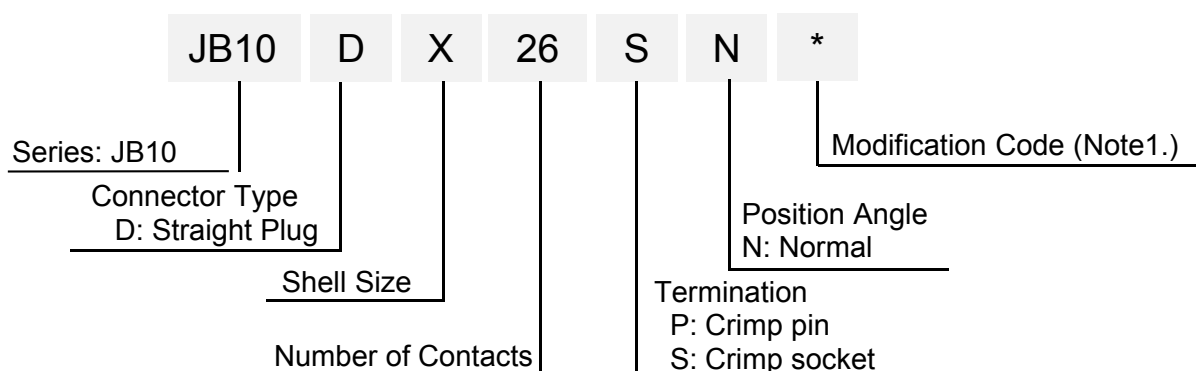 JB10 D X 26 S N *
Series: JB10
Modification Code (Note1.)
Connector Type
D: Straight Plug
Position Angle
N: Normal
Shell Size
Termination
P: Crimp pin
S: Crimp socket
Number of Contacts